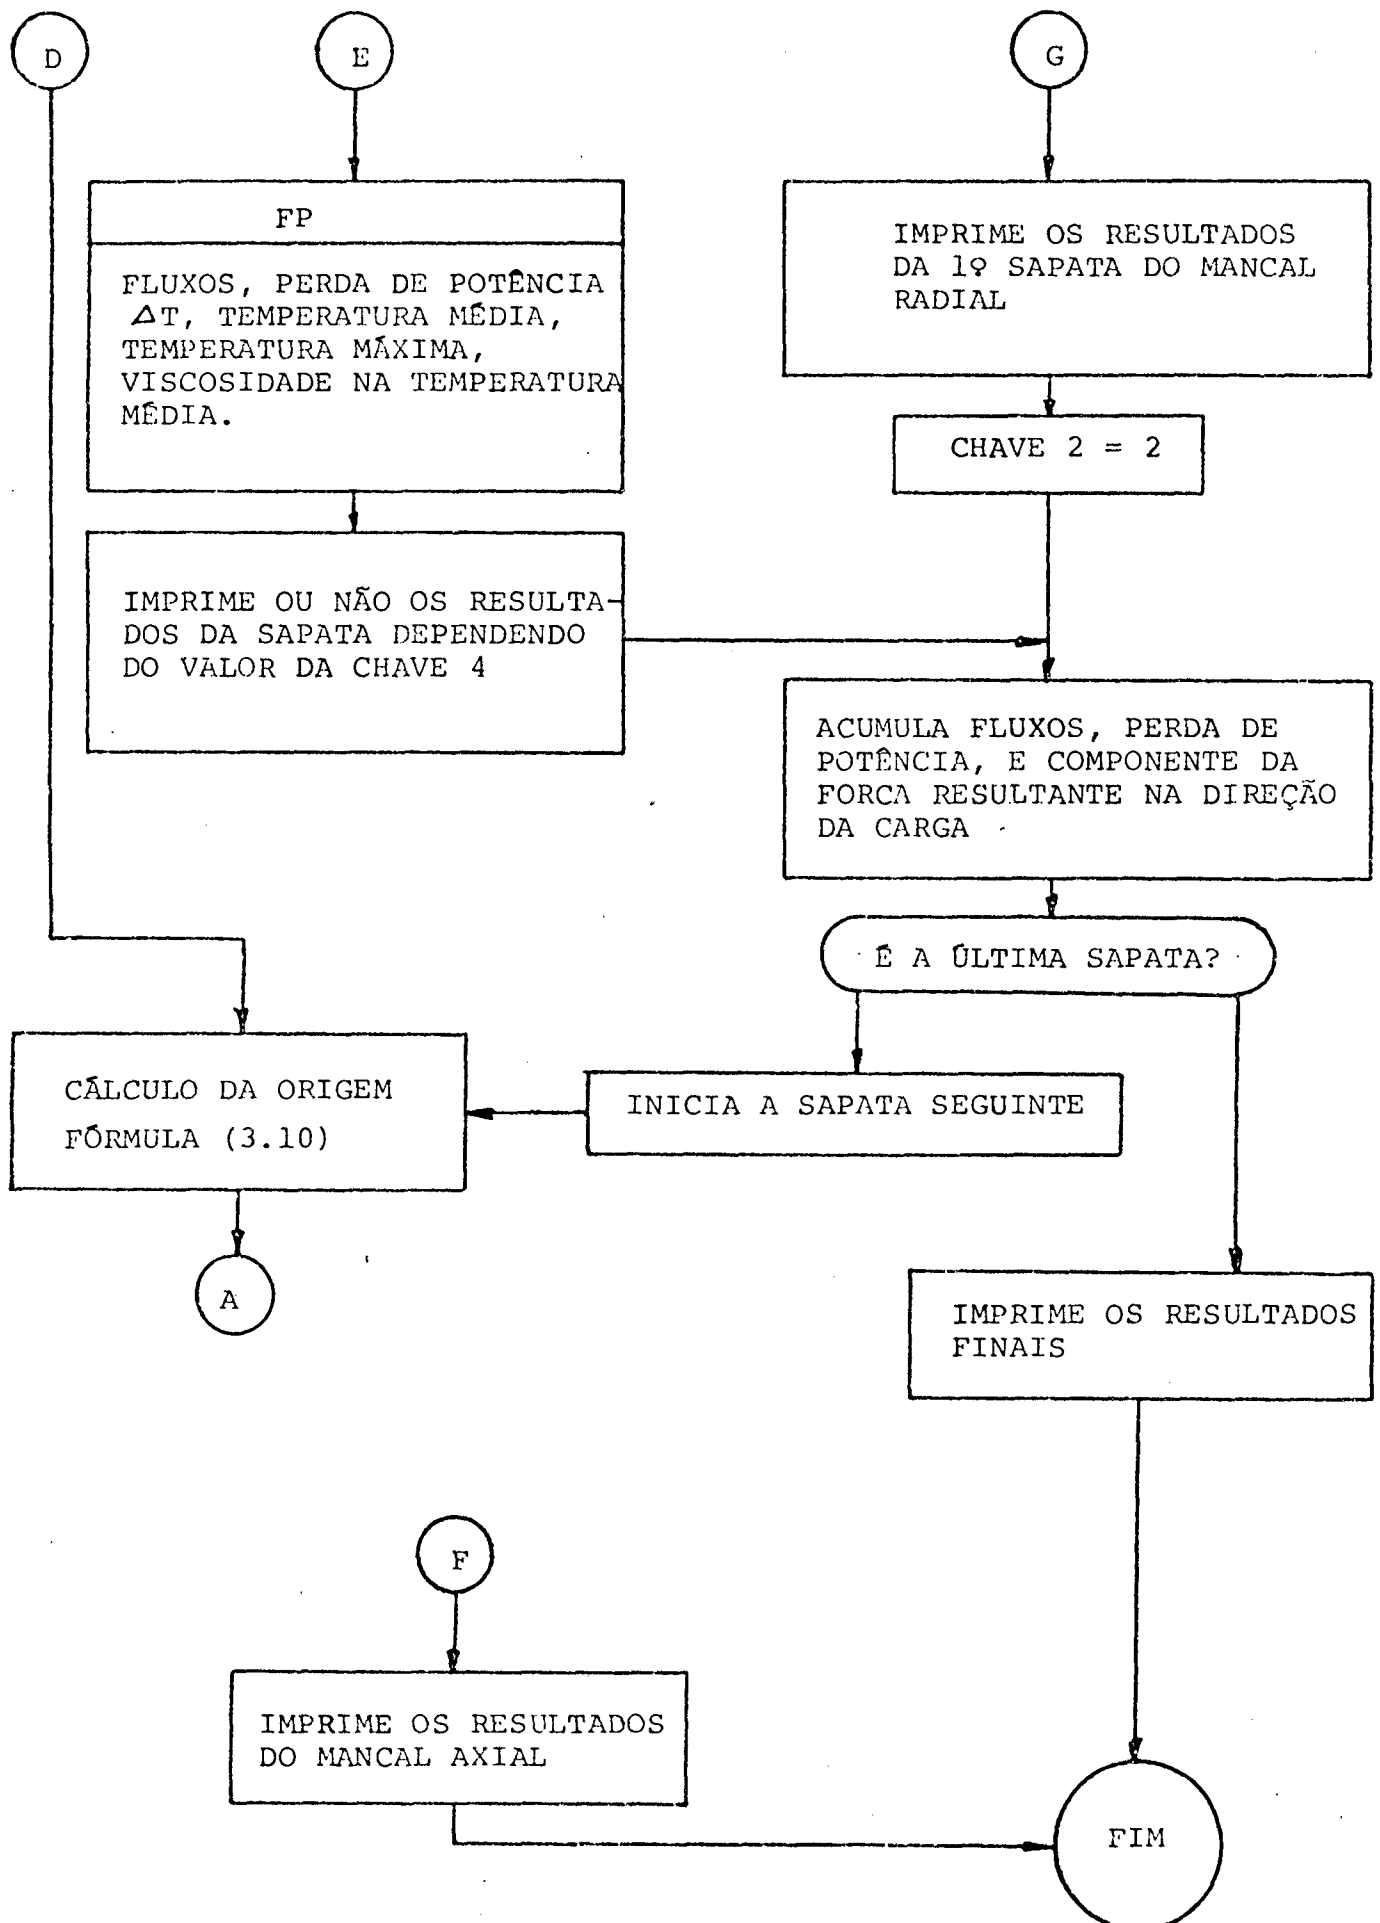 D
E
G
FP
FLUXOS, PERDA DE POTÊNCIA
ΔT, TEMPERATURA MÉDIA,
TEMPERATURA MÁXIMA,
VISCOSIDADE NA TEMPERATURA
MÉDIA.
IMPRIME OS RESULTADOS
DA 1º SAPATA DO MANCAL
RADIAL
CHAVE 2 = 2
IMPRIME OU NÃO OS RESULTA-
DOS DA SAPATA DEPENDENDO
DO VALOR DA CHAVE 4
ACUMULA FLUXOS, PERDA DE
POTÊNCIA, E COMPONENTE DA
FORCA RESULTANTE NA DIREÇÃO
DA CARGA
É A ÚLTIMA SAPATA?
CÁLCULO DA ORIGEM
FÓRMULA (3.10)
INICIA A SAPATA SEGUINTE
A
IMPRIME OS RESULTADOS
FINAIS
F
IMPRIME OS RESULTADOS
DO MANCAL AXIAL
FIM